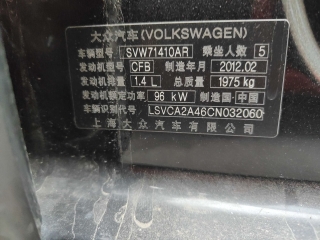 大众汽车(VOLKSWAGEN)
车辆型号 SVW71410AR 乘坐人数 5
发动机型号 CFB 制造年月 2012.02
发动机排量 1.4 L 总质量 1975 kg
发动机额定功率 96 kW 制造国 中国
车辆识别代号 LSVCA2A46CN032060
上海大众汽车有限公司